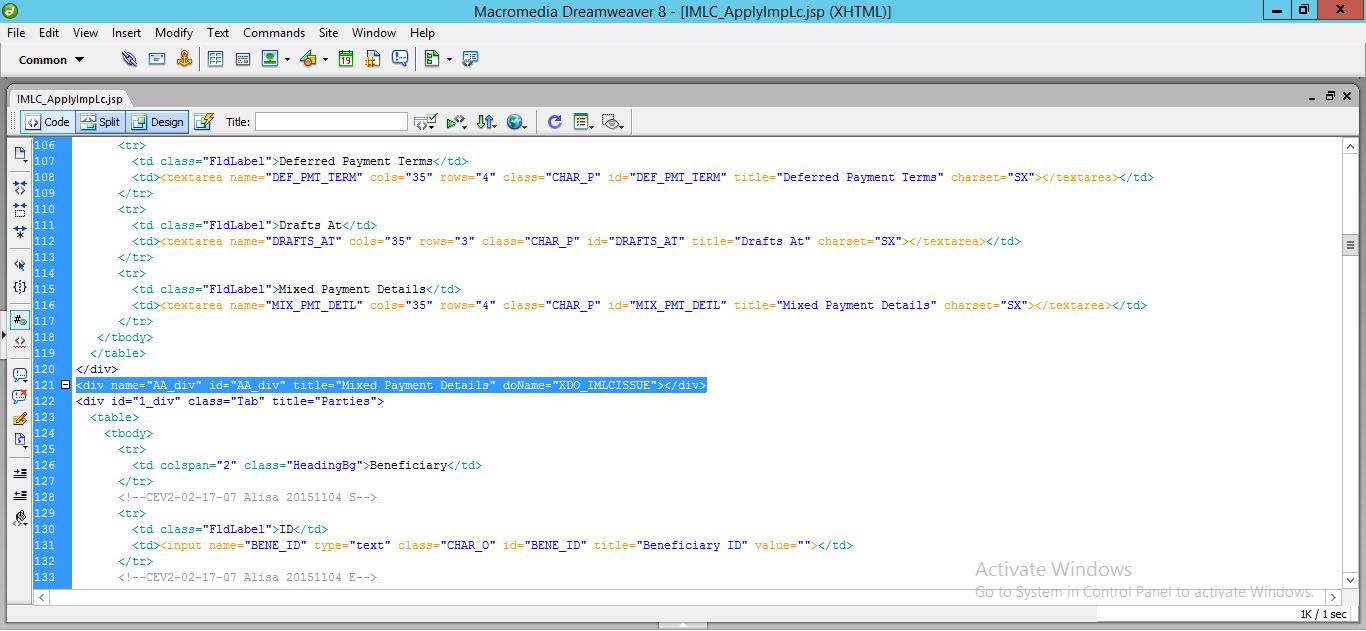 Macromedia Dreamweaver 8 - [IMLC_ApplyImpLc.jsp (XHTML)]
File Edit View Insert Modify Text Commands Site Window Help
Common
19
IMLC_ApplyImpLc.jsp
Code Split Design Title:
106 <tr>
107 <td class="FldLabel">Deferred Payment Terms</td>
108 <td><textarea name="DEF_PMT_TERM" cols="35" rows="4" class="CHAR_P" id="DEF_PMT_TERM" title="Deferred Payment Terms" charset="SX"></textarea></td>
109 </tr>
110 <tr>
111 <td class="FldLabel">Drafts At</td>
112 <td><textarea name="DRAFTS_AT" cols="35" rows="3" class="CHAR_P" id="DRAFTS_AT" title="Drafts At" charset="SX"></textarea></td>
113 </tr>
114 <tr>
115 <td class="FldLabel">Mixed Payment Details</td>
116 <td><textarea name="MIX_PMT_DETL" cols="35" rows="4" class="CHAR_P" id="MIX_PMT_DETL" title="Mixed Payment Details" charset="SX"></textarea></td>
117 </tr>
118 </tbody>
119 </table>
120 </div>
121 <div name="AA_div" id="AA_div" title="Mixed Payment Details" doName="XDO_IMLCISSUE"></div>
122 <div id="1_div" class="Tab" title="Parties">
123 <table>
124 <tbody>
125 <tr>
126 <td colspan="2" class="HeadingBg">Beneficiary</td>
127 </tr>
128 <!--CEV2-02-17-07 Alisa 20151104 S-->
129 <tr>
130 <td class="FldLabel">ID</td>
131 <td><input name="BENE_ID" type="text" class="CHAR_O" id="BENE_ID" title="Beneficiary ID" value=""></td>
132 </tr>
133 <!--CEV2-02-17-07 Alisa 20151104 E-->
Activate Windows
Go to System in Control Panel to activate Windows.
1K / 1 sec